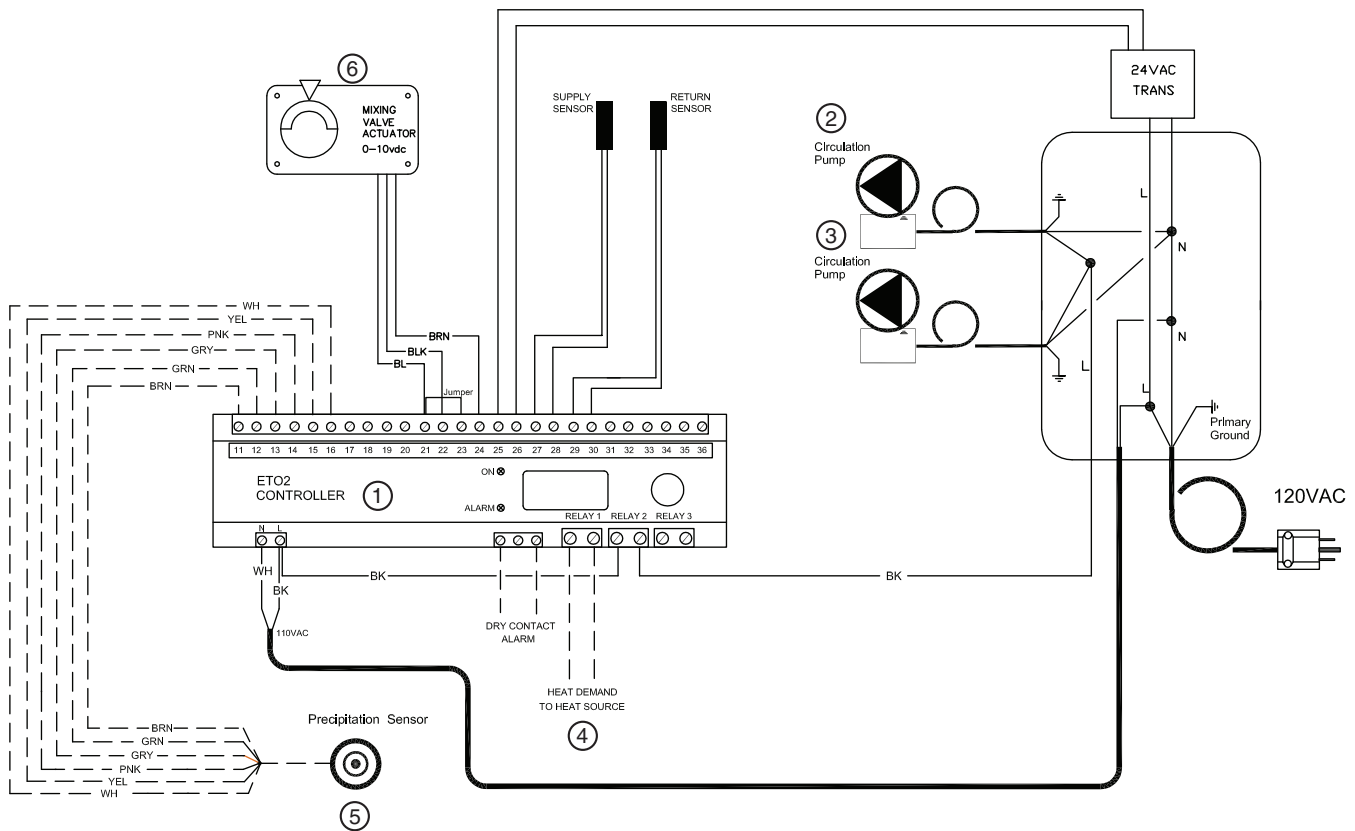 6
MIXING
VALVE
ACTUATOR
0-10vdc
SUPPLY
SENSOR
RETURN
SENSOR
24VAC
TRANS
2
Circulation
Pump
3
Circulation
Pump
L
N
N
L
L
Primary
Ground
120VAC
WH
YEL
PNK
GRY
GRN
BRN
BRN
BLK
BL
Jumper
11 12 13 14 15 16 17 18 19 20 21 22 23 24 25 26 27 28 29 30 31 32 33 34 35 36
ETO2
CONTROLLER
1
ON
ALARM
RELAY 1 RELAY 2 RELAY 3
N L
WH
BK
BK
BK
110VAC
DRY CONTACT
ALARM
HEAT DEMAND
TO HEAT SOURCE
4
Precipitation Sensor
5
BRN
GRN
GRY
PNK
YEL
WH